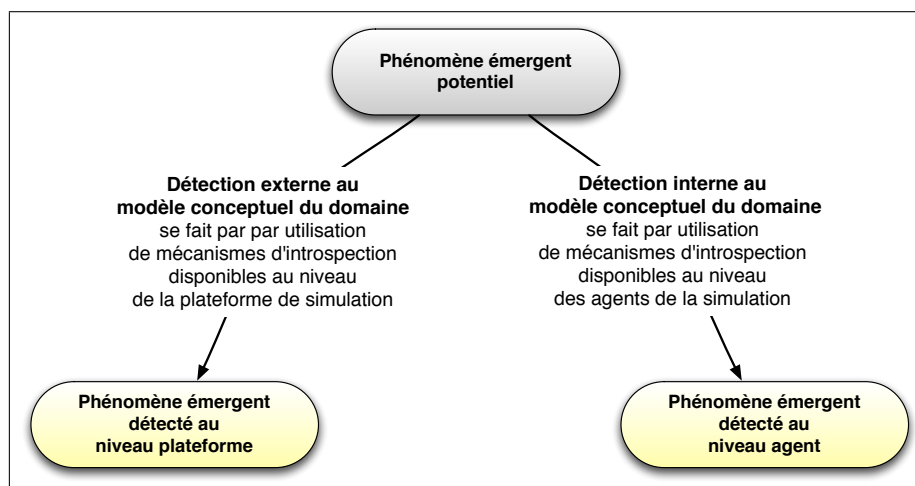 Phénomène émergent
potentiel
Détection externe au
modèle conceptuel du domaine
se fait par par utilisation
de mécanismes d'introspection
disponibles au niveau
de la plateforme de simulation
Détection interne au
modèle conceptuel du domaine
se fait par utilisation
de mécanismes d'introspection
disponibles au niveau
des agents de la simulation
Phénomène émergent
détecté au
niveau plateforme
Phénomène émergent
détecté au
niveau agent